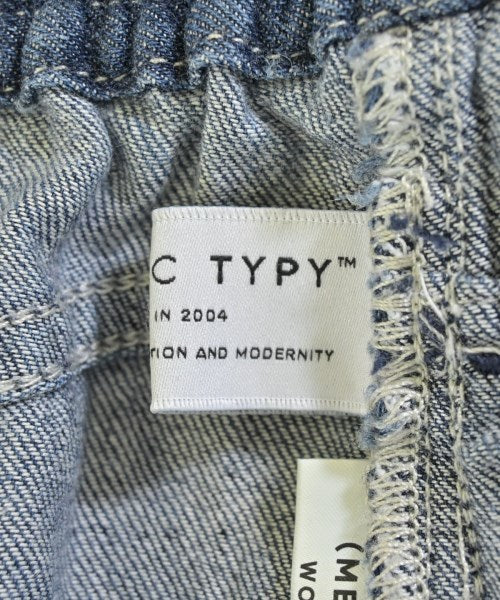 C TYPY™
IN 2004
TION AND MODERNITY
(ME
WO